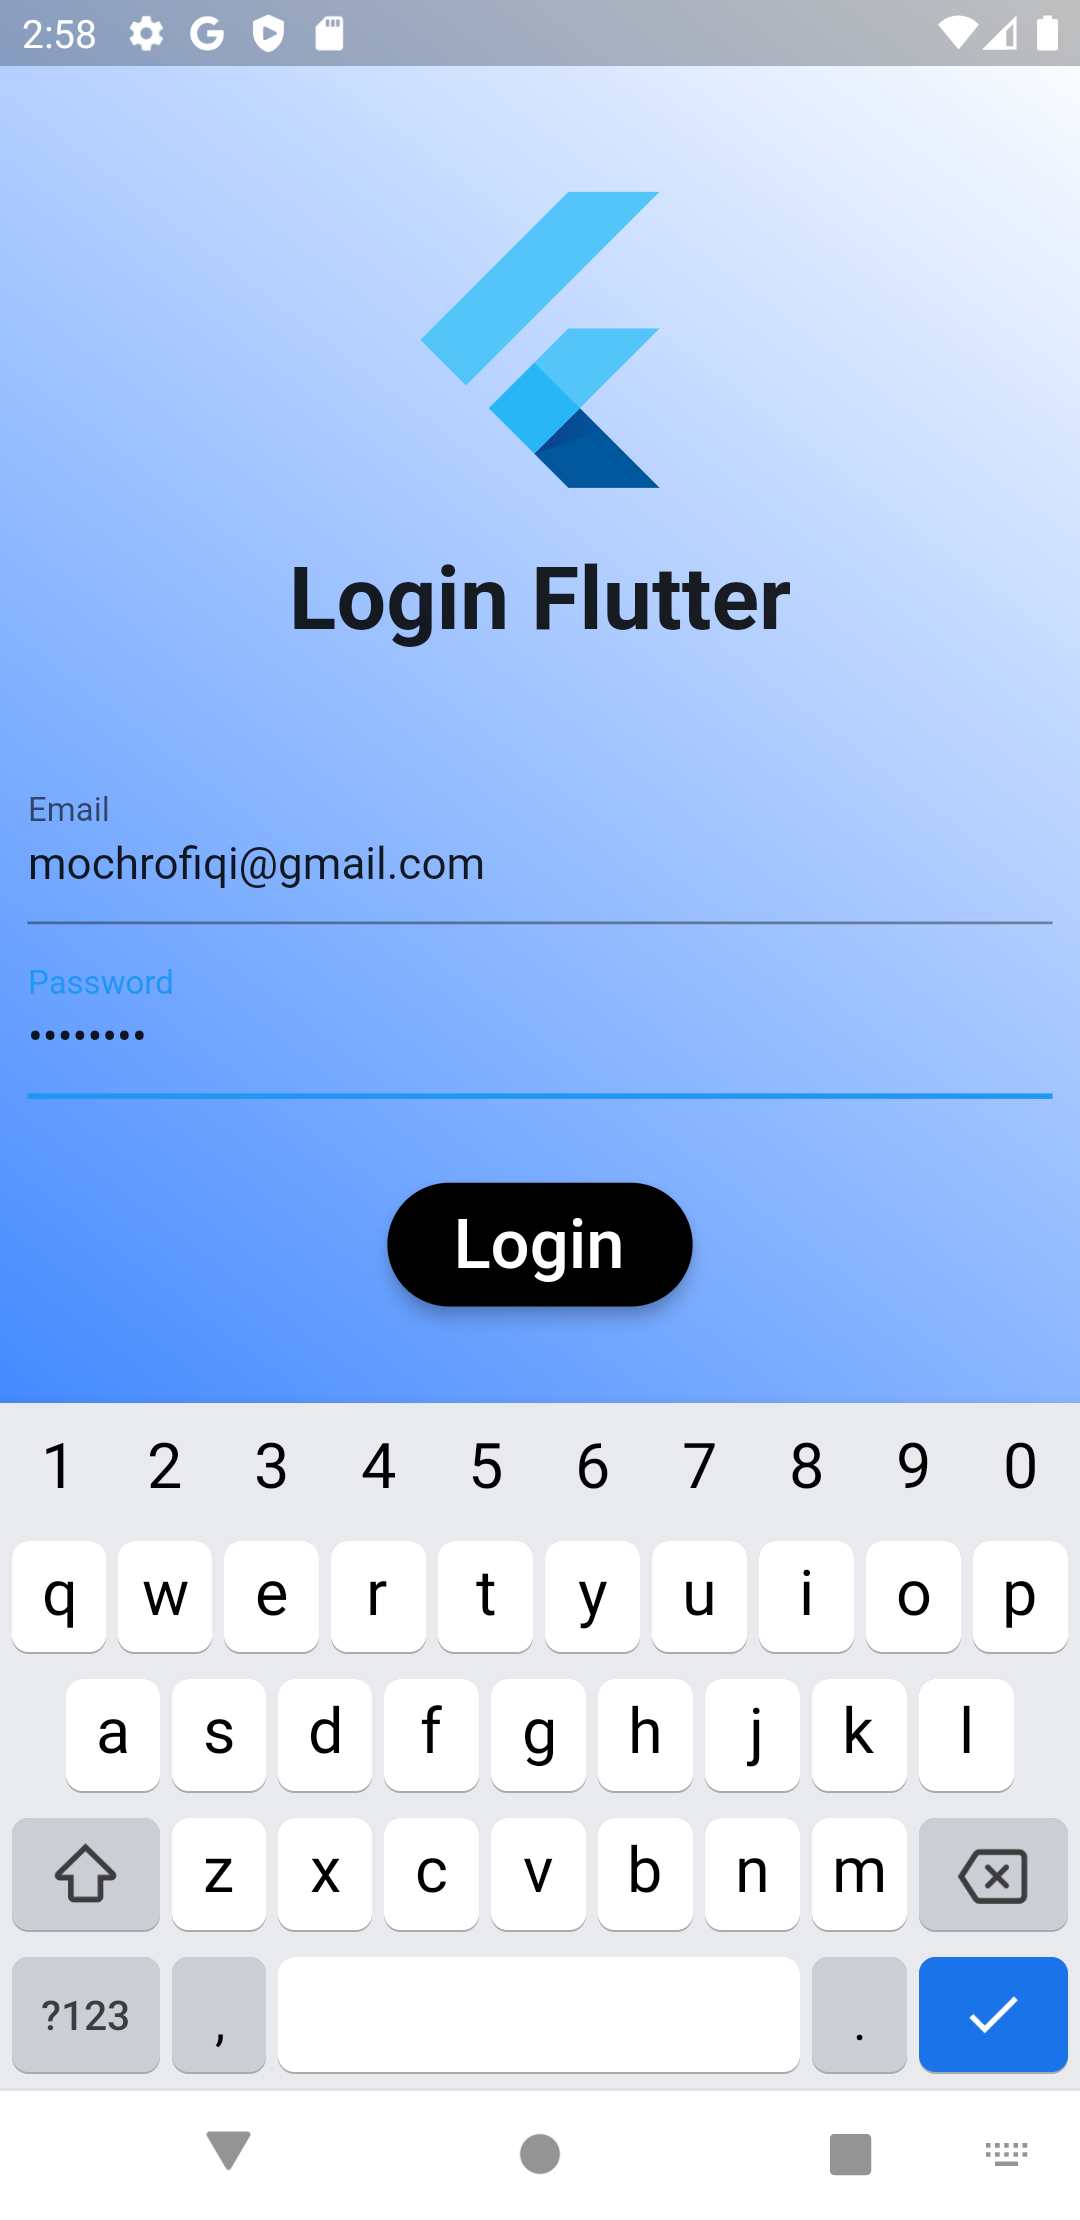 2:58
Login Flutter
Email
mochrofiqi@gmail.com
Password
••••••••
Login
1 2 3 4 5 6 7 8 9 0
q w e r t y u i o p
a s d f g h j k l
z x c v b n m
?123 , .